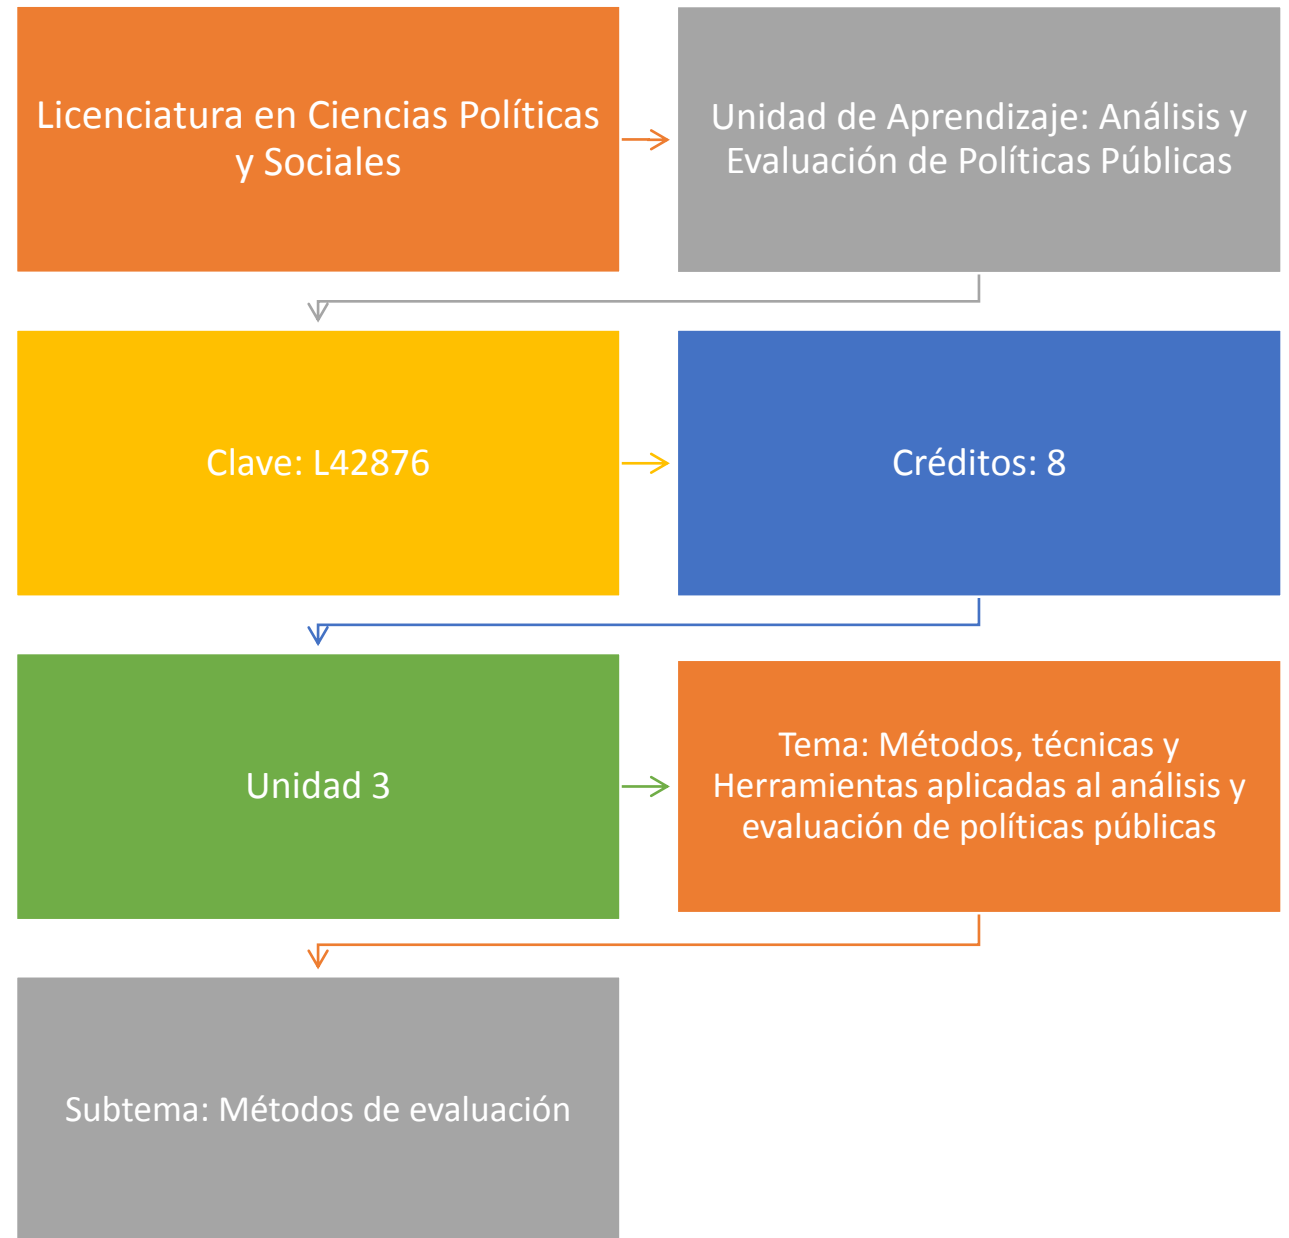 Licenciatura en Ciencias Políticas
y Sociales
Unidad de Aprendizaje: Análisis y
Evaluación de Políticas Públicas
Clave: L42876
Créditos: 8
Unidad 3
Tema: Métodos, técnicas y
Herramientas aplicadas al análisis y
evaluación de políticas públicas
Subtema: Métodos de evaluación